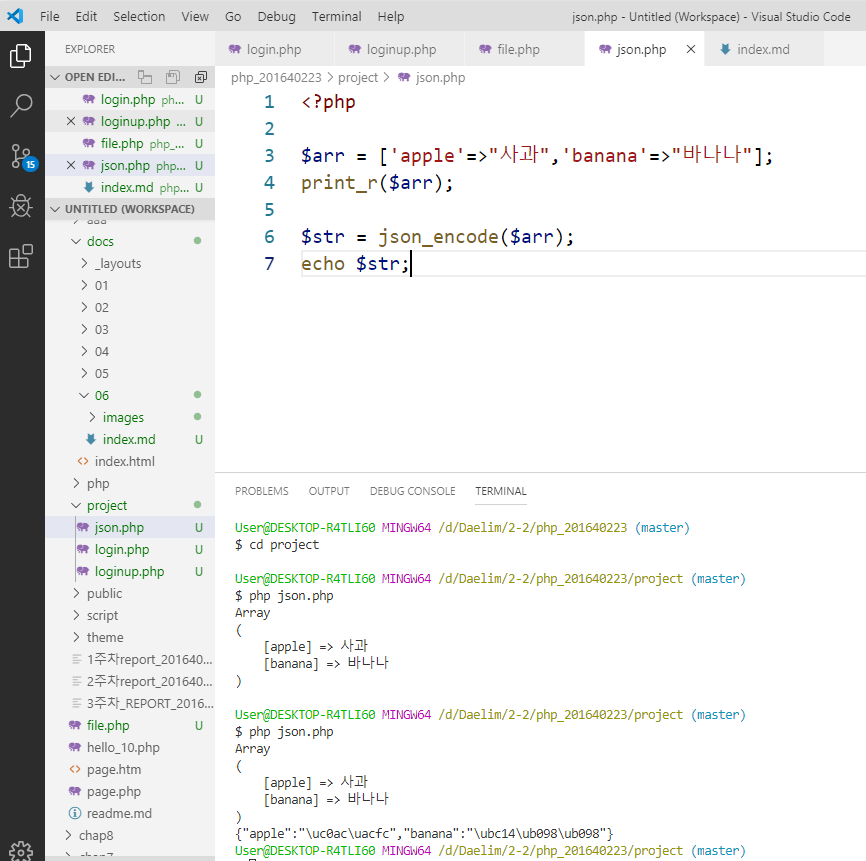 File Edit Selection View Go Debug Terminal Help json.php - Untitled (Workspace) - Visual Studio Code
EXPLORER
OPEN EDI...
login.php ph... U
loginup.php ... U
file.php php_... U
json.php php... U
index.md php... U
UNTITLED (WORKSPACE)
aaa
docs
_layouts
01
02
03
04
05
06
images
index.md U
index.html
php
project
json.php U
login.php U
loginup.php U
public
script
theme
1주차report_201640...
2주차report_201640...
3주차_REPORT_2016...
file.php U
hello_10.php
page.htm
page.php
readme.md
chap8
15
login.php loginup.php file.php json.php index.md
php_201640223 > project > json.php
1 <?php
2
3 $arr = ['apple'=>"사과",'banana'=>"바나나"];
4 print_r($arr);
5
6 $str = json_encode($arr);
7 echo $str;
PROBLEMS OUTPUT DEBUG CONSOLE TERMINAL
User@DESKTOP-R4TLI60 MINGW64 /d/Daelim/2-2/php_201640223 (master)
$ cd project
User@DESKTOP-R4TLI60 MINGW64 /d/Daelim/2-2/php_201640223/project (master)
$ php json.php
Array
(
[apple] => 사과
[banana] => 바나나
)
User@DESKTOP-R4TLI60 MINGW64 /d/Daelim/2-2/php_201640223/project (master)
$ php json.php
Array
(
[apple] => 사과
[banana] => 바나나
)
{"apple":"\uc0ac\uacfc","banana":"\ubc14\ub098\ub098"}
User@DESKTOP-R4TLI60 MINGW64 /d/Daelim/2-2/php_201640223/project (master)